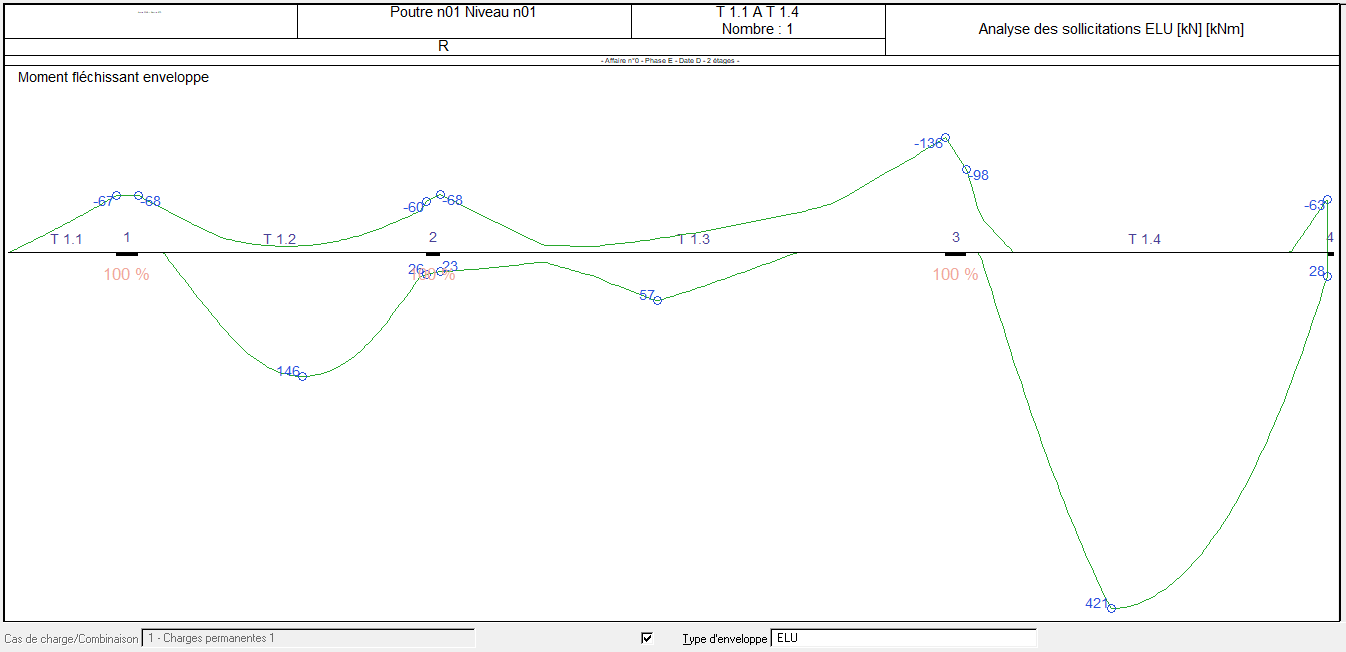 Poutre n01 Niveau n01
T 1.1 A T 1.4
Nombre : 1
Analyse des sollicitations ELU [kN] [kNm]
R
- Affaire n°0 - Phase E - Date D - 2 étages -
Moment fléchissant enveloppe
-136
-98
-67
-68
-60
-68
-63
T 1.1
1
T 1.2
2
T 1.3
3
T 1.4
4
100 %
26
100 %
23
100 %
28
57
146
421
Cas de charge/Combinaison
1 - Charges permanentes 1
Type d'enveloppe
ELU